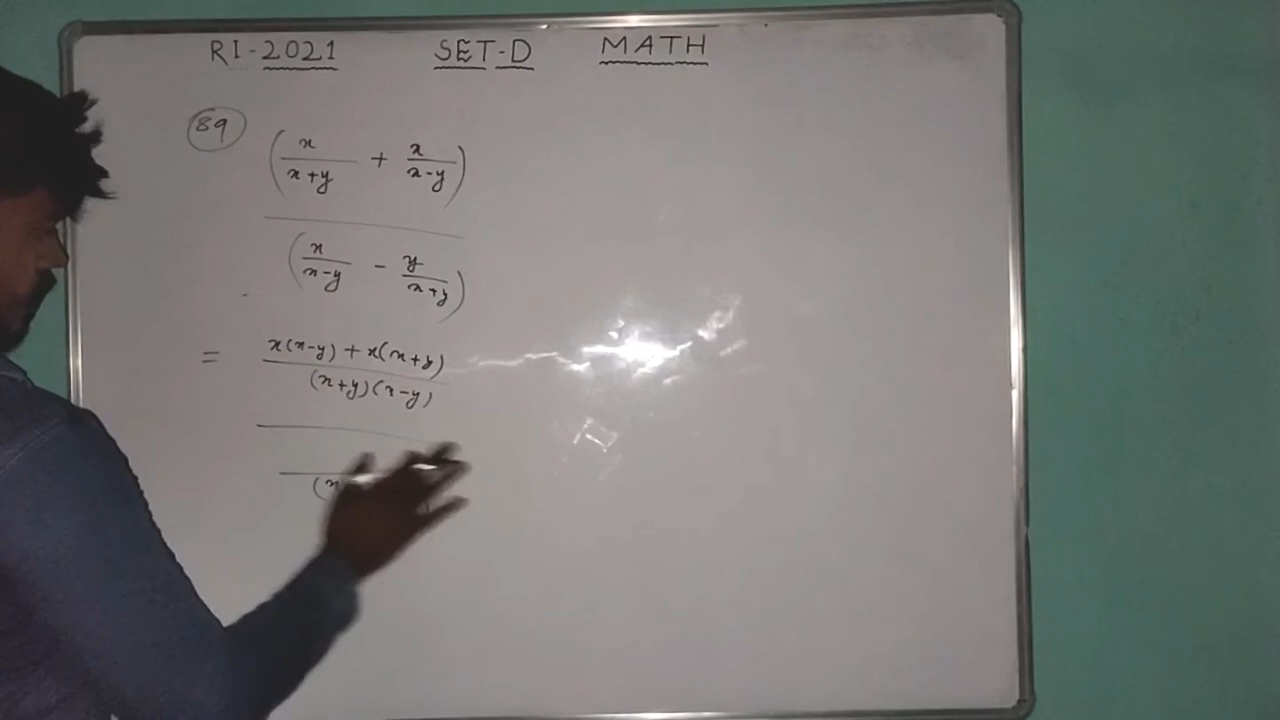 RI-2021 SET-D MATH
89
(x/(x+y) + x/(x-y))
(x/(x-y) - y/(x+y))
= x(x-y) + x(x+y)
(x+y)(x-y)